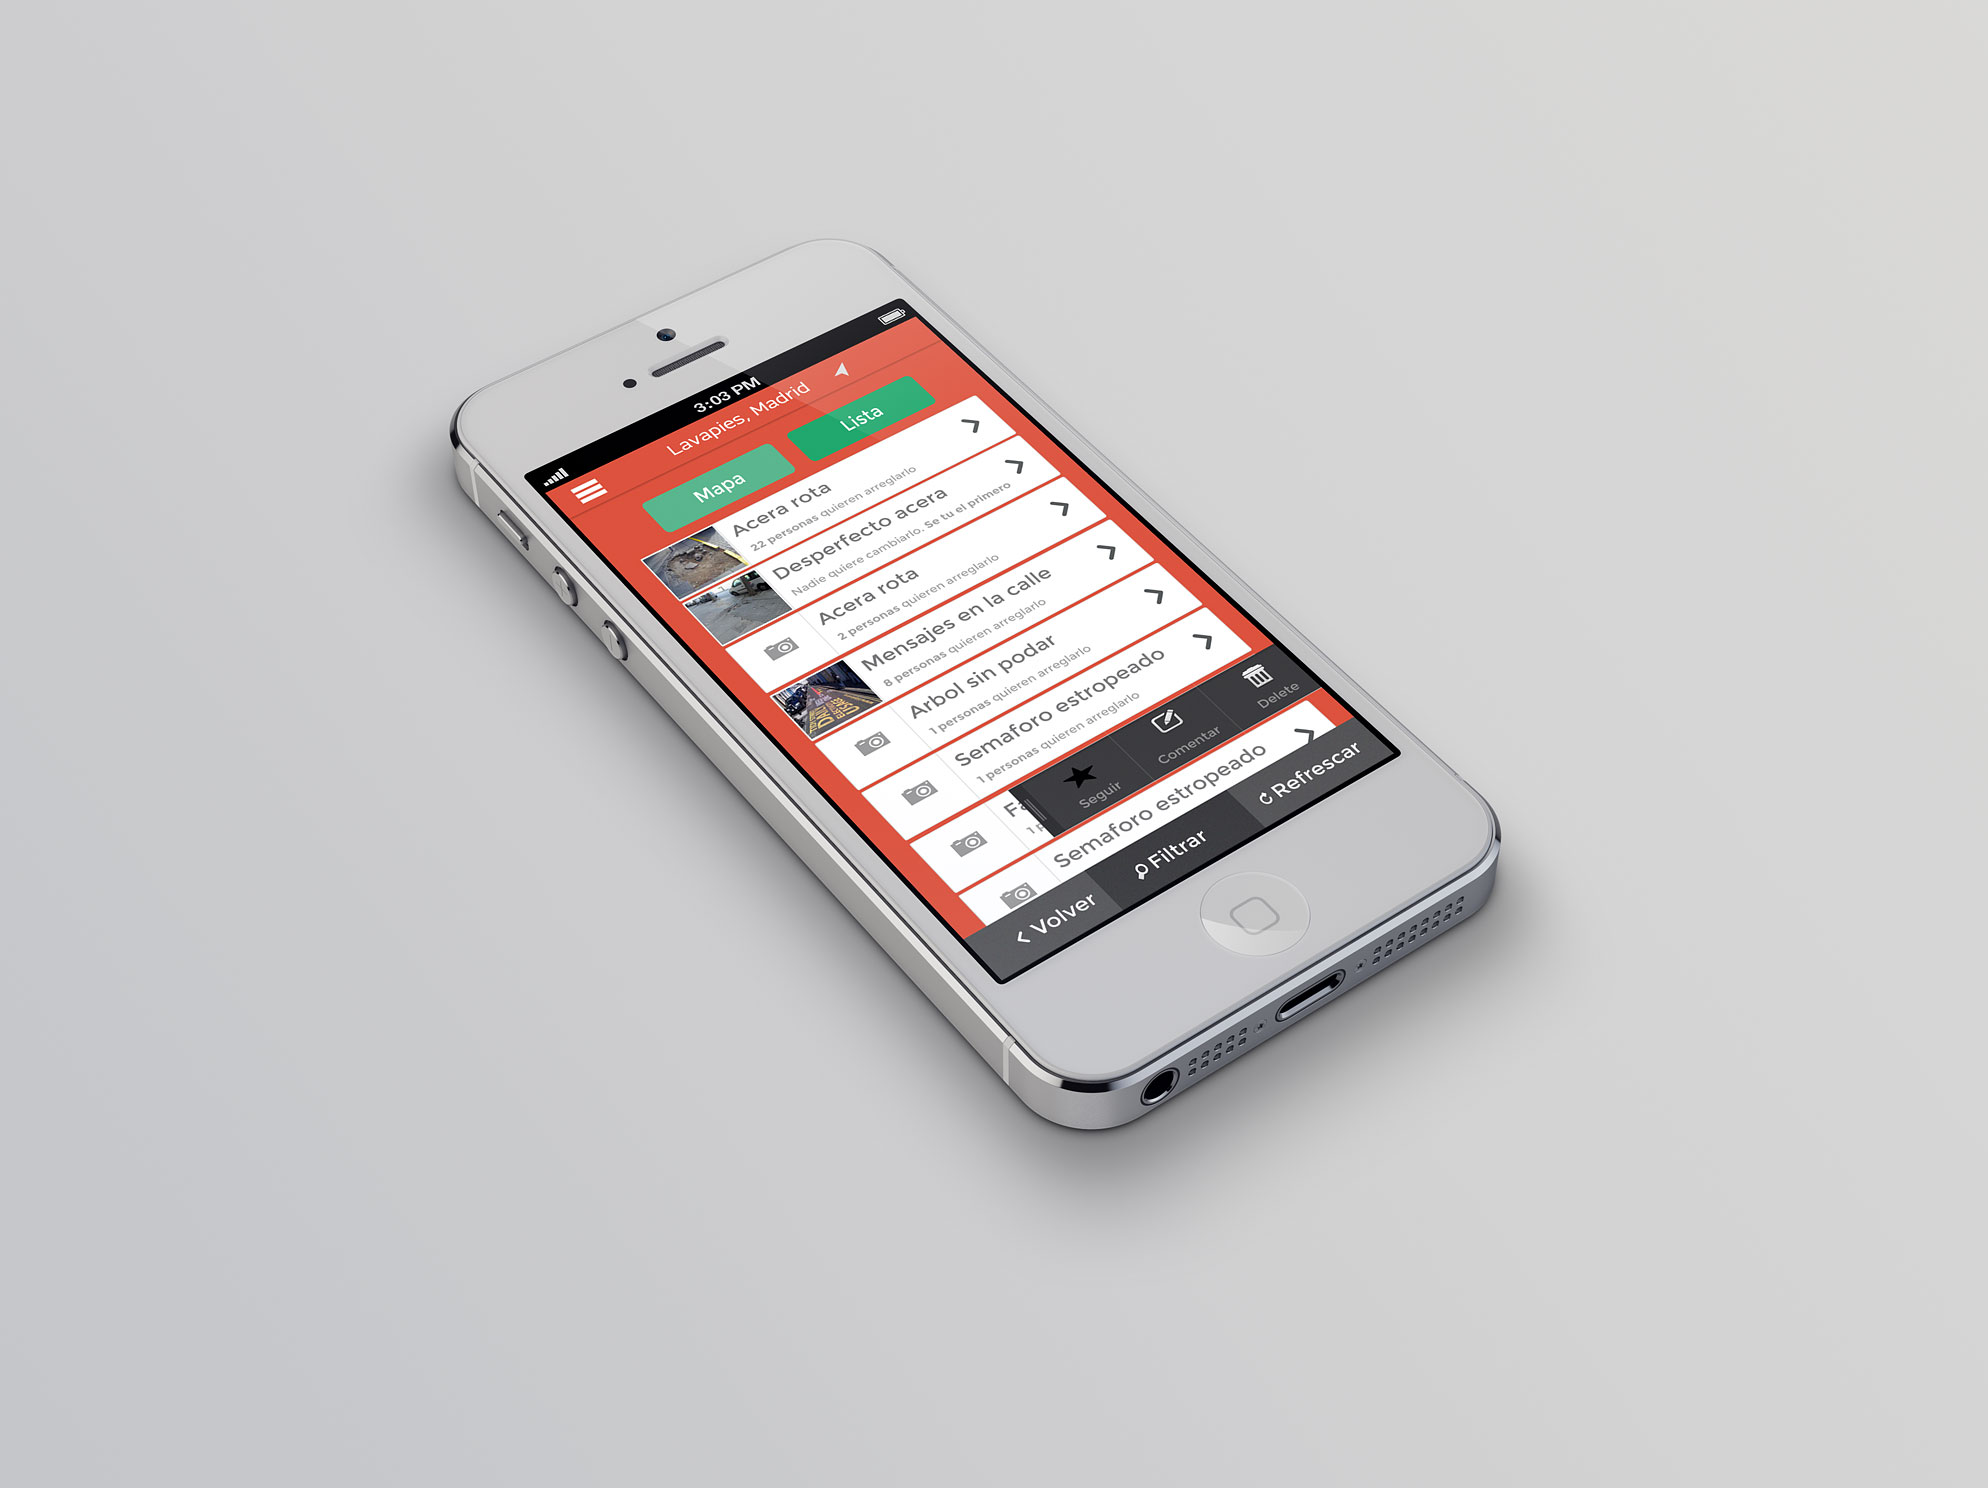 3:03 PM
Lavapies, Madrid
Mapa
Lista
Acera rota
22 personas quieren arreglarlo
Desperfecto acera
Nadie quiere cambiarlo. Se tu el primero
Acera rota
2 personas quieren arreglarlo
Mensajes en la calle
8 personas quieren arreglarlo
Arbol sin podar
1 personas quieren arreglarlo
Semaforo estropeado
1 personas quieren arreglarlo
Fa
1 p
Seguir
Comentar
Delete
Semaforo estropeado
Volver
Filtrar
Refrescar